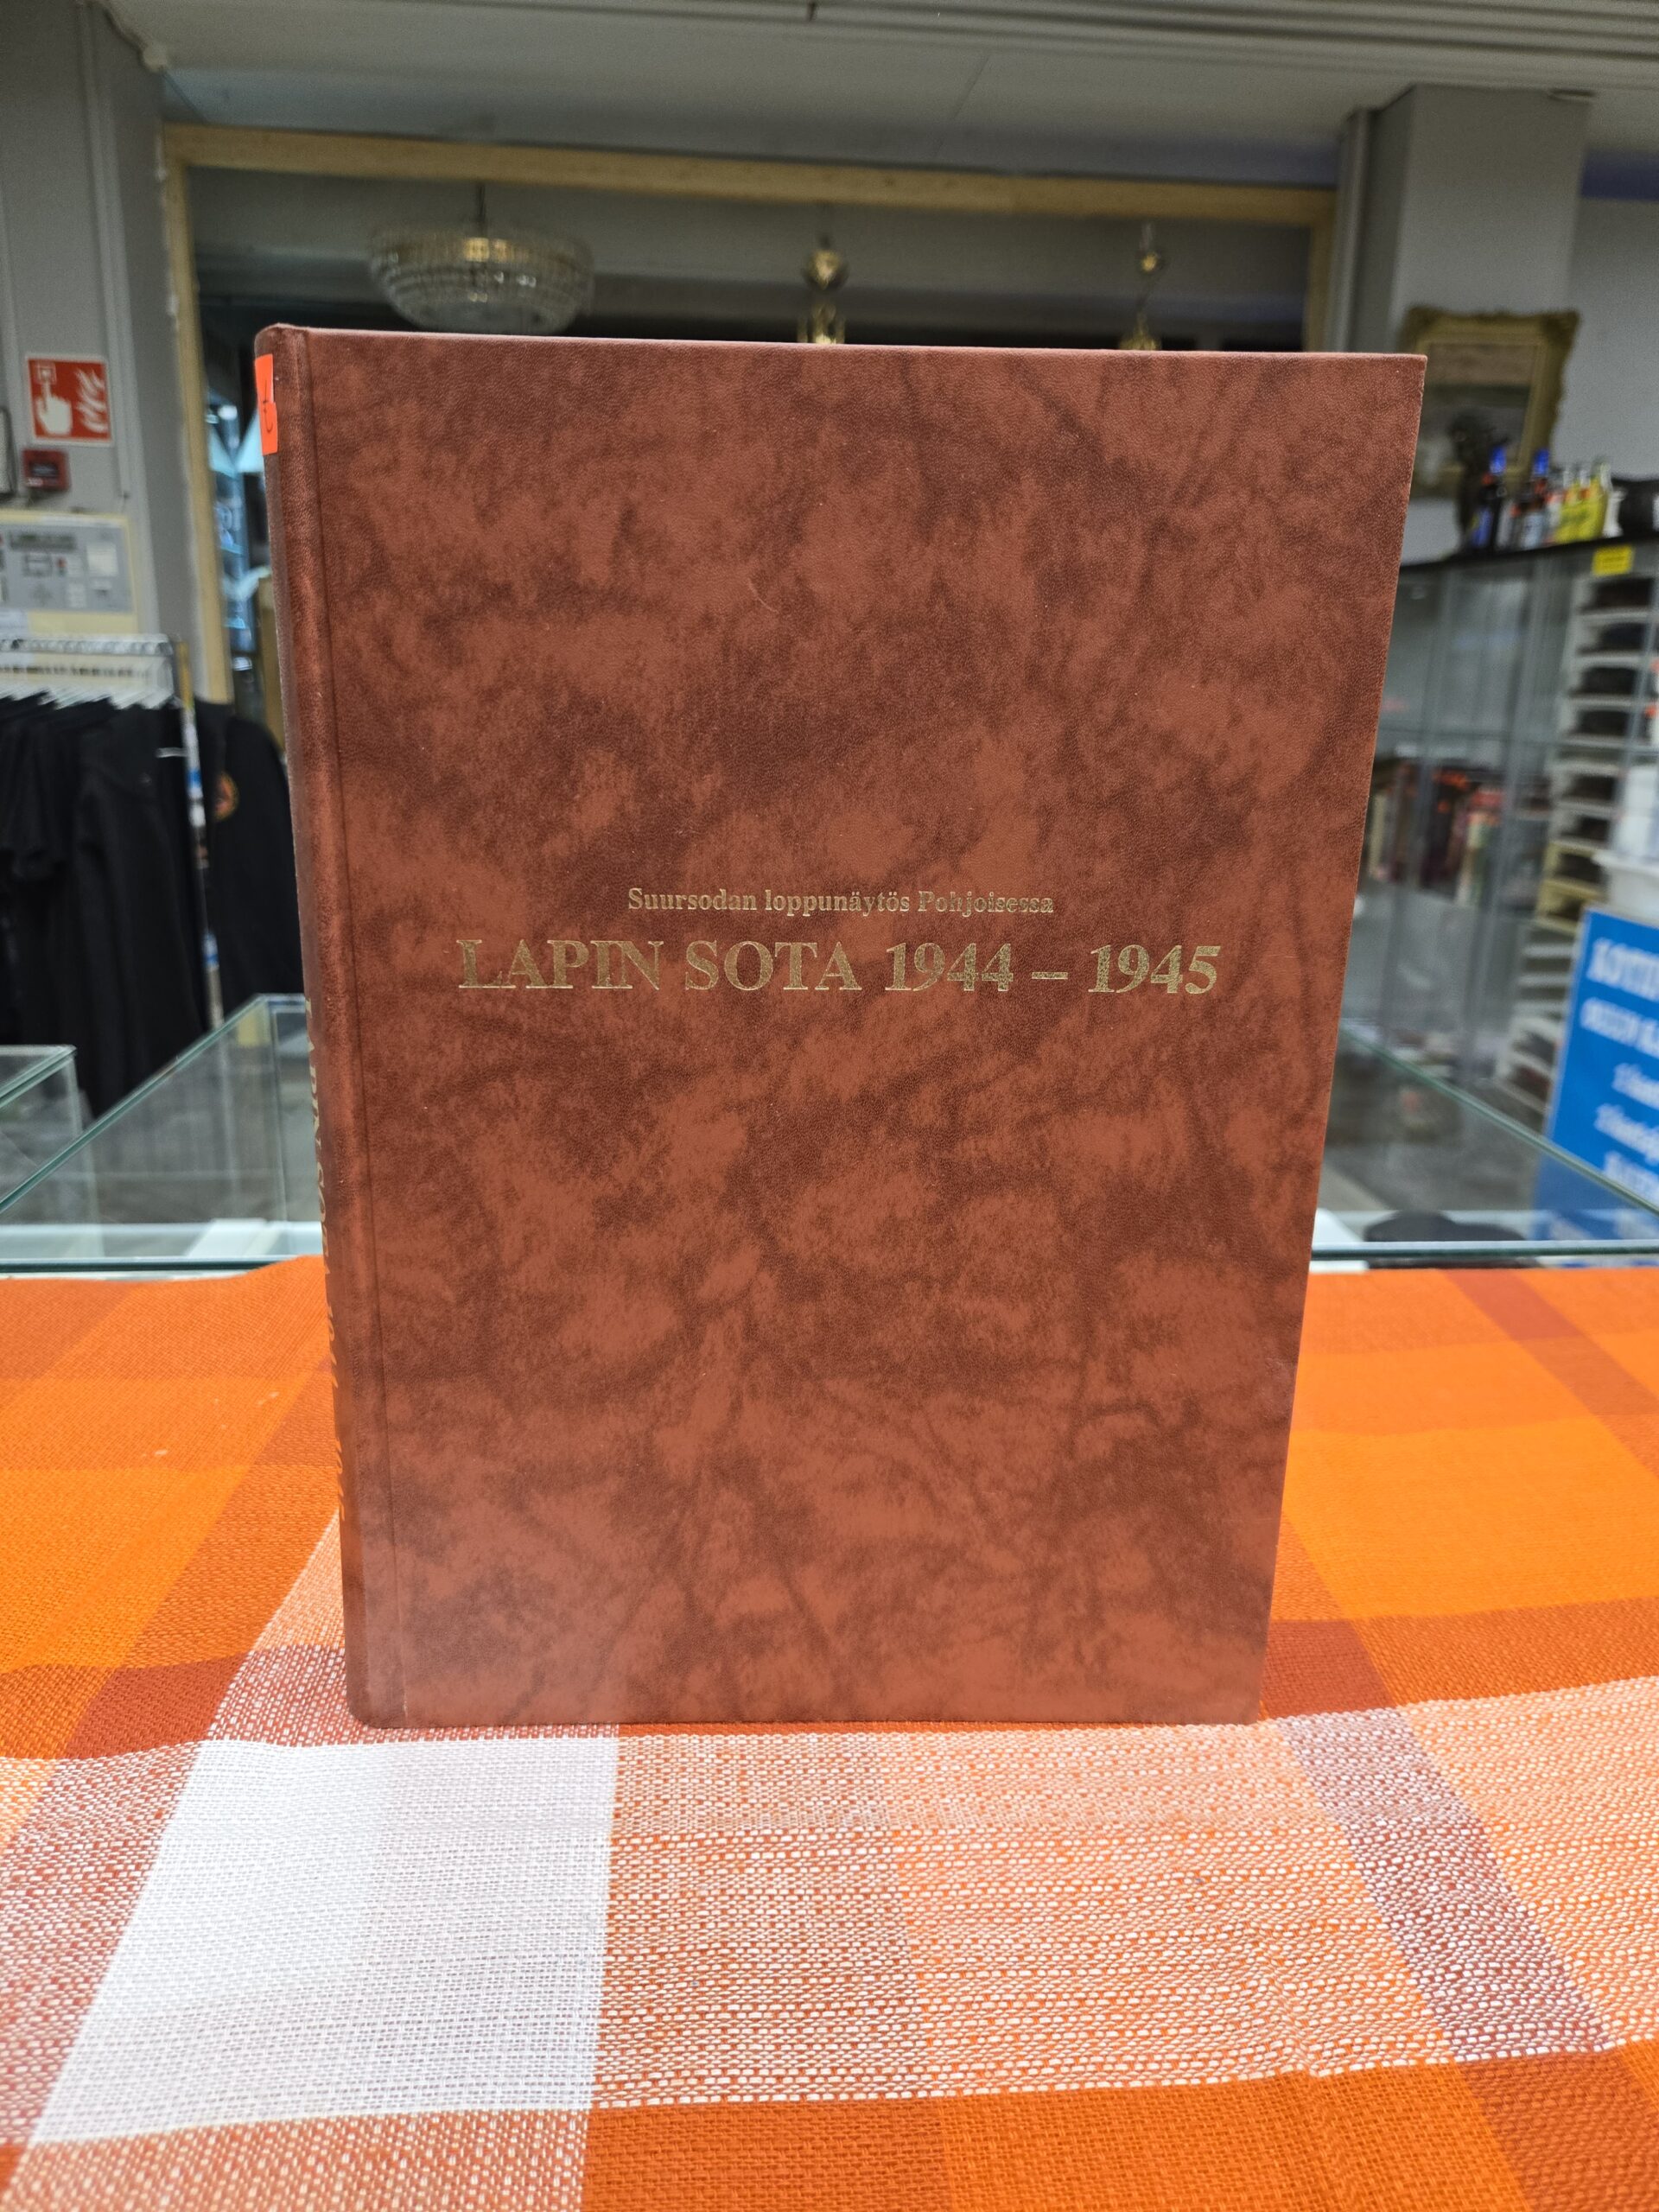 Suursodan loppunäytös Pohjoisessa
LAPIN SOTA 1944 – 1945